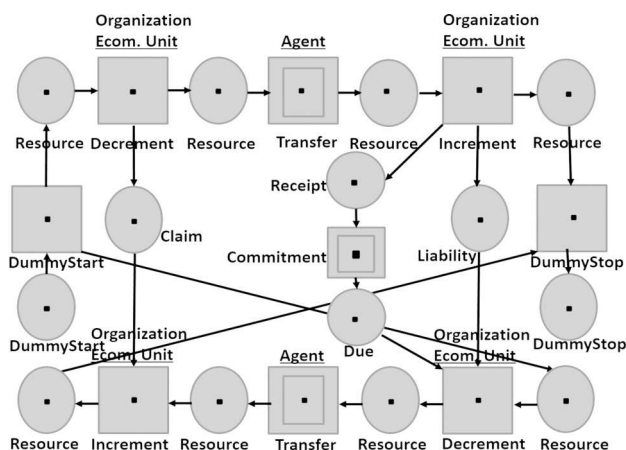 Organization
Ecom. Unit
Agent
Organization
Ecom. Unit
Resource
Decrement
Resource
Transfer
Resource
Increment
Resource
Receipt
Claim
Commitment
Liability
DummyStart
DummyStop
DummyStart
Due
DummyStop
Organization
Ecom. Unit
Agent
Organization
Ecom. Unit
Resource
Increment
Resource
Transfer
Resource
Decrement
Resource